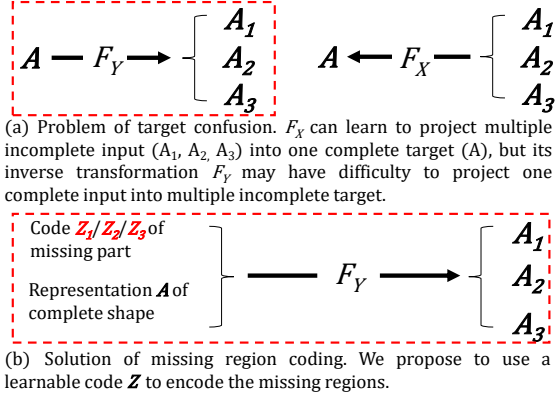 A F_Y A_1 A_2 A_3 A F_X A_1 A_2 A_3
(a) Problem of target confusion. F_X can learn to project multiple
incomplete input (A_1, A_2, A_3) into one complete target (A), but its
inverse transformation F_Y may have difficulty to project one
complete input into multiple incomplete target.
Code Z_1/Z_2/Z_3 of
missing part
Representation A of
complete shape
F_Y
A_1
A_2
A_3
(b) Solution of missing region coding. We propose to use a
learnable code Z to encode the missing regions.